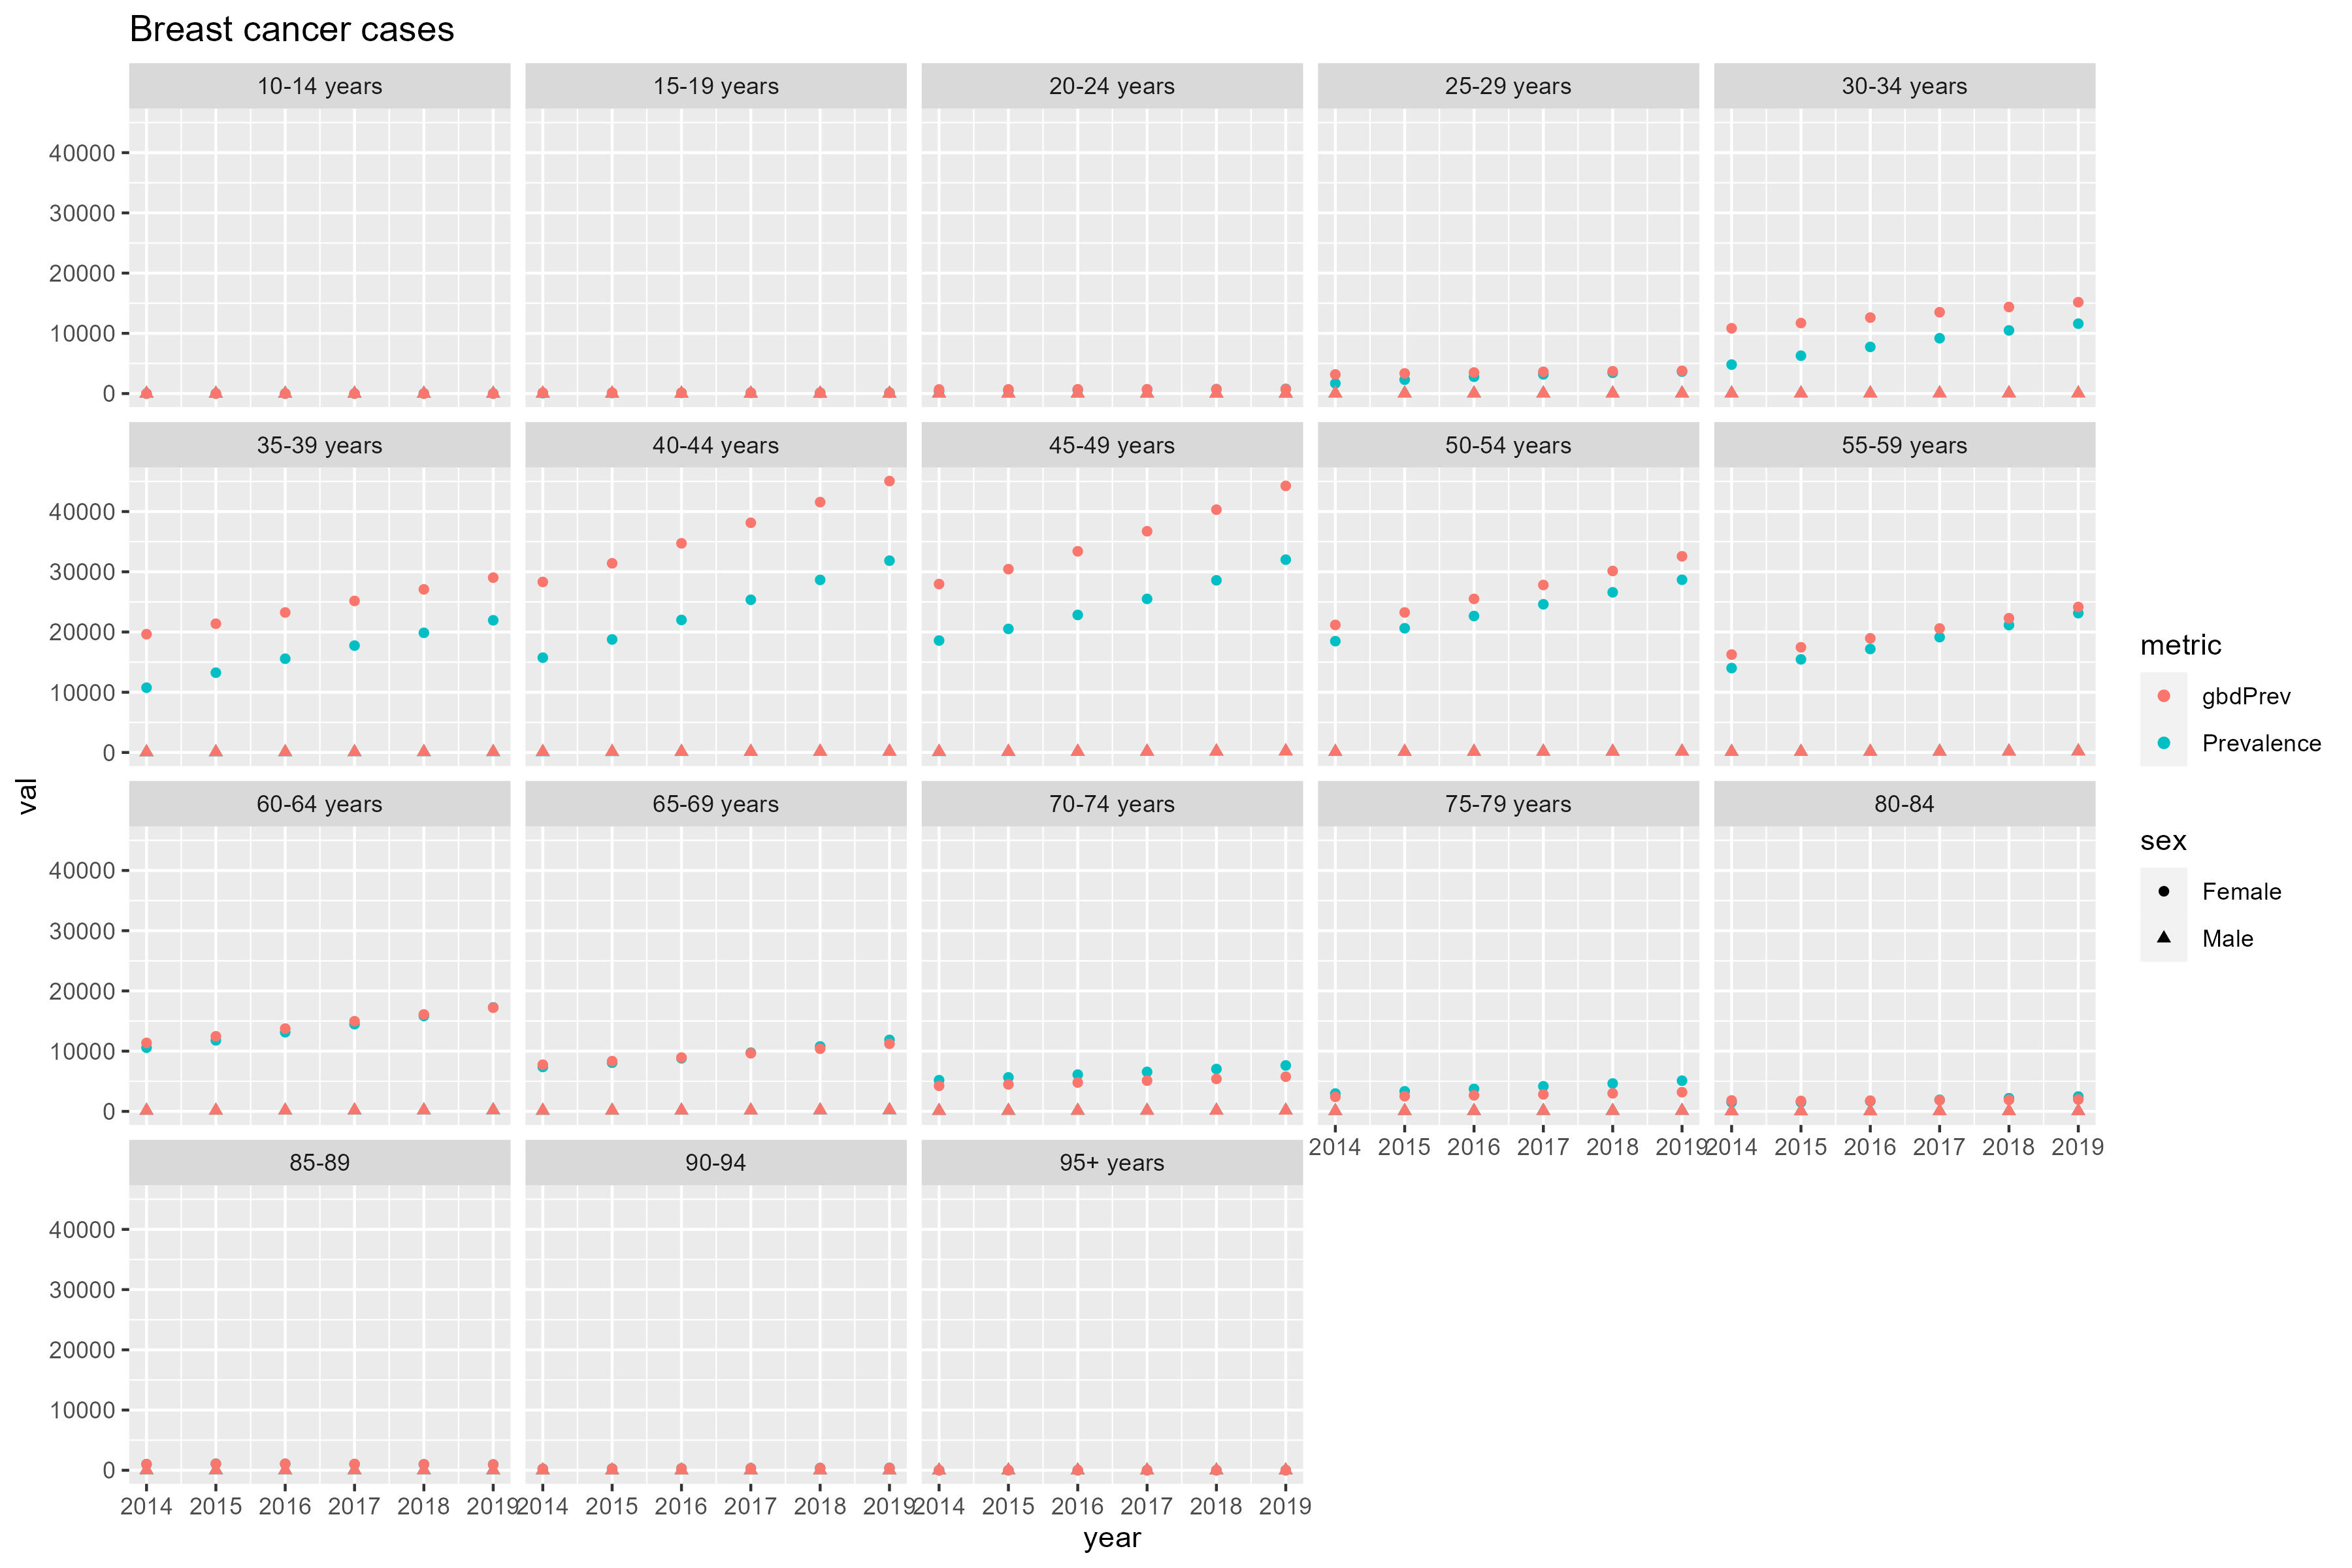 Breast cancer cases
10-14 years 15-19 years 20-24 years 25-29 years 30-34 years
40000
30000
20000
10000
0
35-39 years 40-44 years 45-49 years 50-54 years 55-59 years
40000
30000
20000
10000
0
60-64 years 65-69 years 70-74 years 75-79 years 80-84
40000
30000
20000
10000
0
2014 2015 2016 2017 2018 2019 2014 2015 2016 2017 2018 2019
85-89 90-94 95+ years
40000
30000
20000
10000
0
2014 2015 2016 2017 2018 2019 2014 2015 2016 2017 2018 2019 2014 2015 2016 2017 2018 2019
year
val
metric
gbdPrev
Prevalence
sex
Female
Male